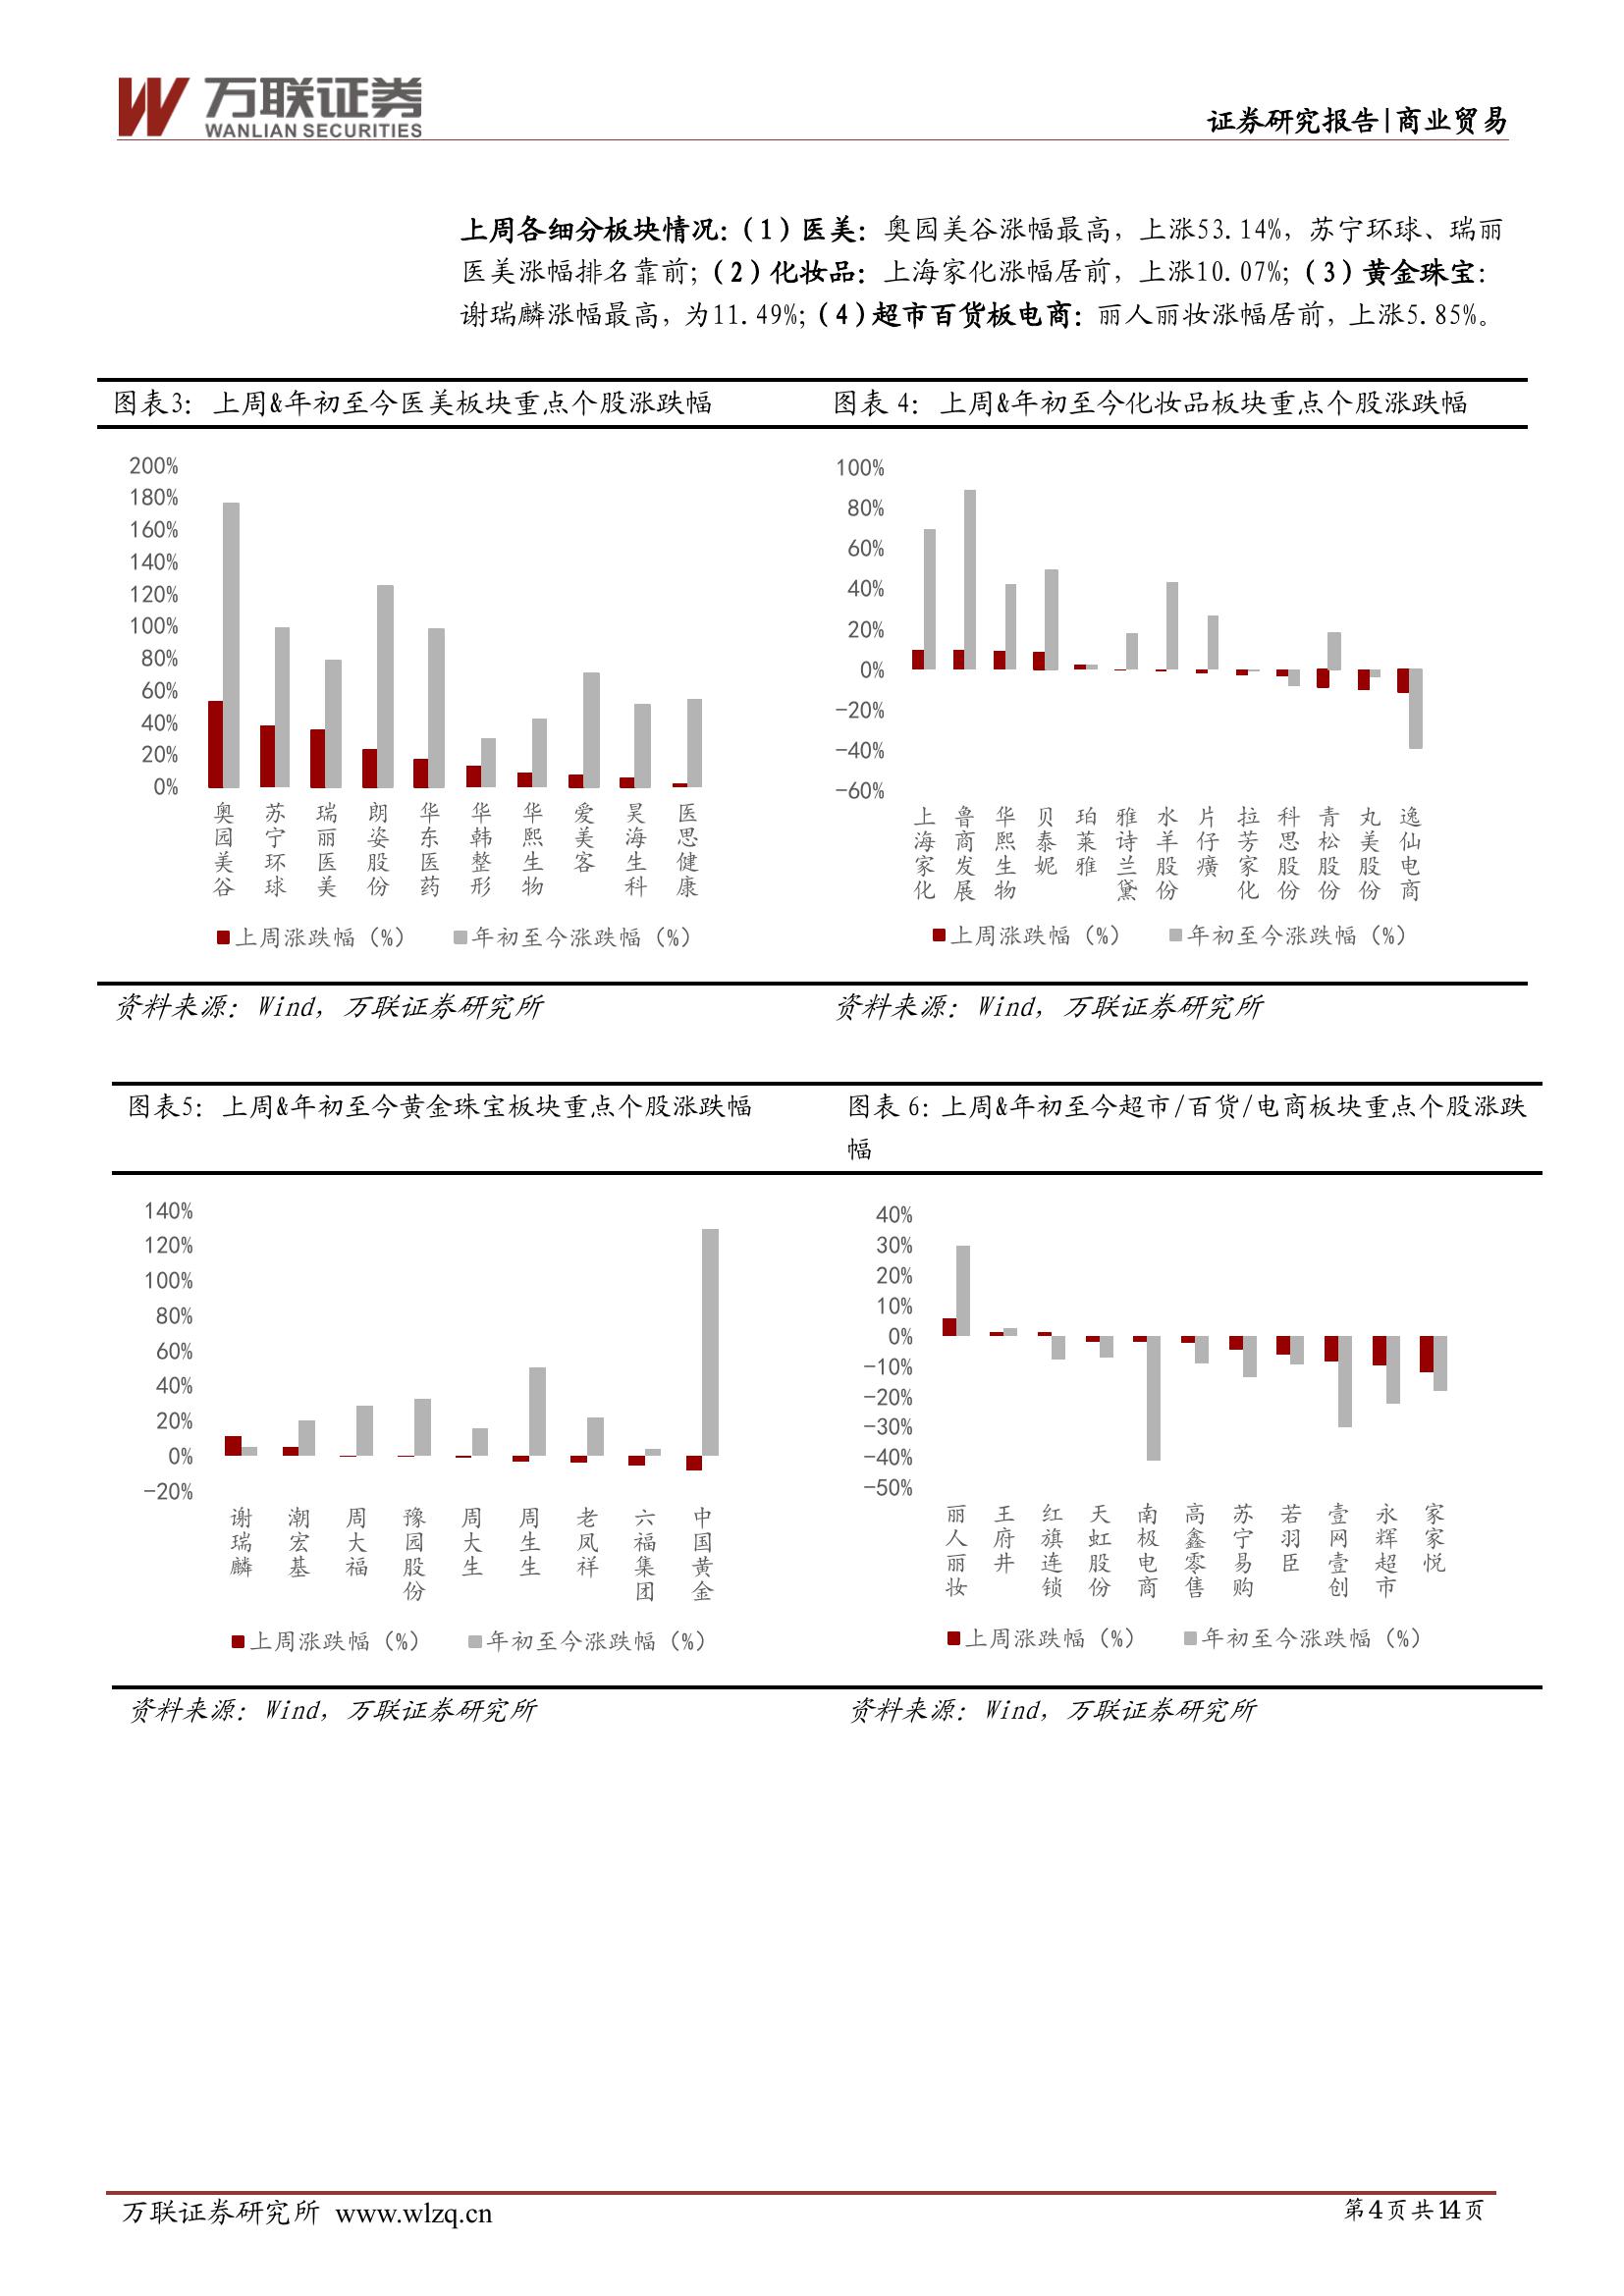 万联证券
WANLIAN SECURITIES
证券研究报告|商业贸易
上周各细分板块情况：（1）医美：奥园美谷涨幅最高，上涨53.14%，苏宁环球、瑞丽
医美涨幅排名靠前；（2）化妆品：上海家化涨幅居前，上涨10.07%；（3）黄金珠宝：
谢瑞麟涨幅最高，为11.49%；（4）超市百货板电商：丽人丽妆涨幅居前，上涨5.85%。
图表3：上周&年初至今医美板块重点个股涨跌幅
200%
180%
160%
140%
120%
100%
80%
60%
40%
20%
0%
奥园美谷
苏宁环球
瑞丽医美
朗姿股份
华东医药
华韩整形
华熙生物
爱美客
昊海生科
医思健康
上周涨跌幅（%）
年初至今涨跌幅（%）
资料来源：Wind，万联证券研究所
图表 4：上周&年初至今化妆品板块重点个股涨跌幅
100%
80%
60%
40%
20%
0%
-20%
-40%
-60%
上海家化
鲁商发展
华熙生物
贝泰妮
珀莱雅
雅诗兰黛
水羊股份
片仔癀
拉芳家化
科思股份
青松股份
丸美股份
逸仙电商
上周涨跌幅（%）
年初至今涨跌幅（%）
资料来源：Wind，万联证券研究所
图表5：上周&年初至今黄金珠宝板块重点个股涨跌幅
140%
120%
100%
80%
60%
40%
20%
0%
-20%
谢瑞麟
潮宏基
周大福
豫园股份
周大生
周生生
老凤祥
六福集团
中国黄金
上周涨跌幅（%）
年初至今涨跌幅（%）
资料来源：Wind，万联证券研究所
图表 6：上周&年初至今超市/百货/电商板块重点个股涨跌
幅
40%
30%
20%
10%
0%
-10%
-20%
-30%
-40%
-50%
丽人丽妆
王府井
红旗连锁
天虹股份
南极电商
高鑫零售
苏宁易购
若羽臣
壹网壹创
永辉超市
家家悦
上周涨跌幅（%）
年初至今涨跌幅（%）
资料来源：Wind，万联证券研究所
万联证券研究所 www.wlzq.cn
第4页共14页